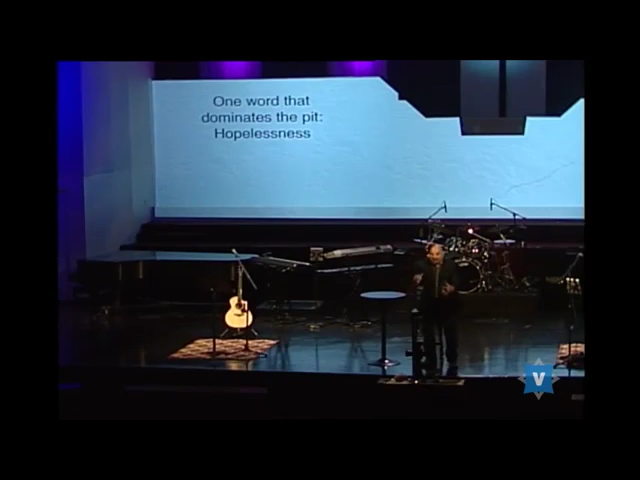 One word that
dominates the pit:
Hopelessness
V